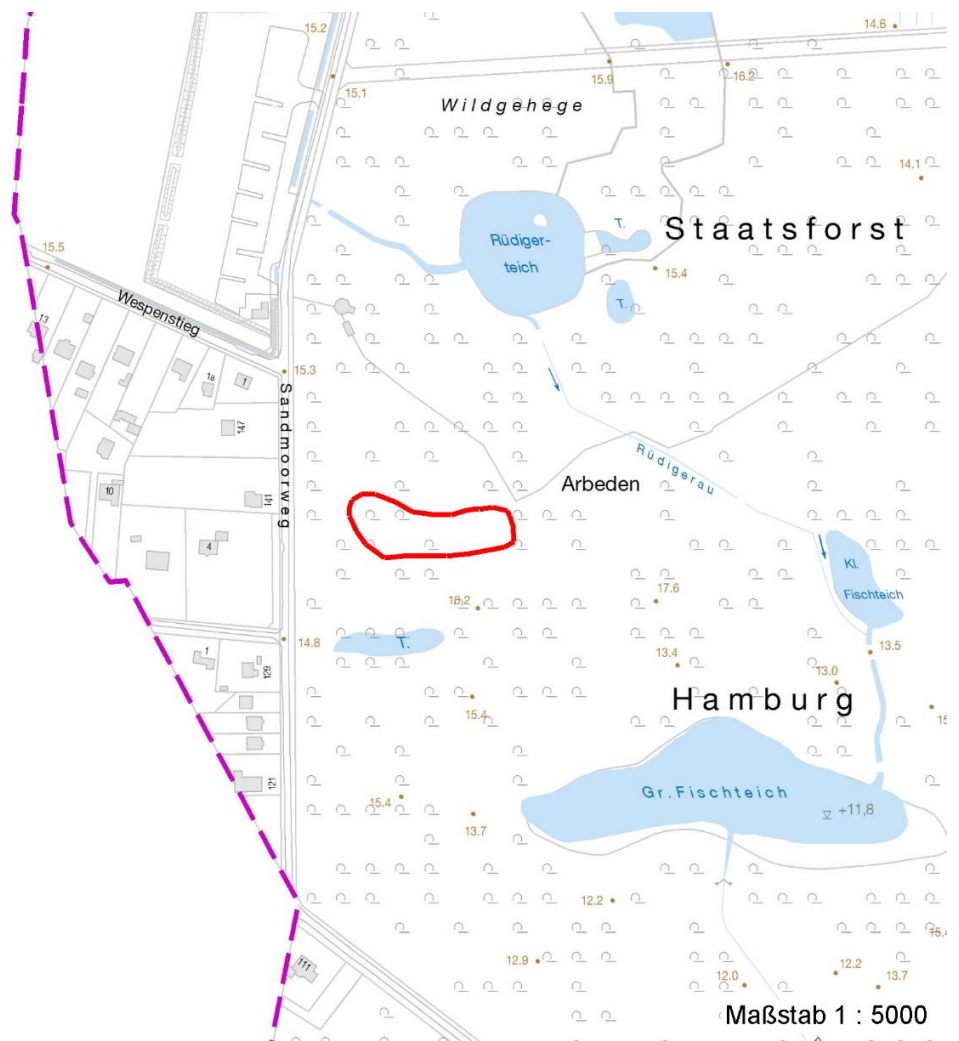 15.2
14.6
15.9
16.2
15.1
Wildgehege
14.1
T.
Staatsforst
15.5
Rüdiger-
teich
15.4
T.
Wespenstieg
13
15.3
1a
1
Sandmoorweg
147
Rüdigerau
Arbeden
10
141
4
Kl.
Fischteich
17.6
14.8
T.
13.5
1
129
13.4
13.0
Hamburg
15.4
121
15.4
Gr. Fischteich
+11,8
13.7
12.2
15.4
111
12.9
12.2
12.0
13.7
Maßstab 1 : 5000